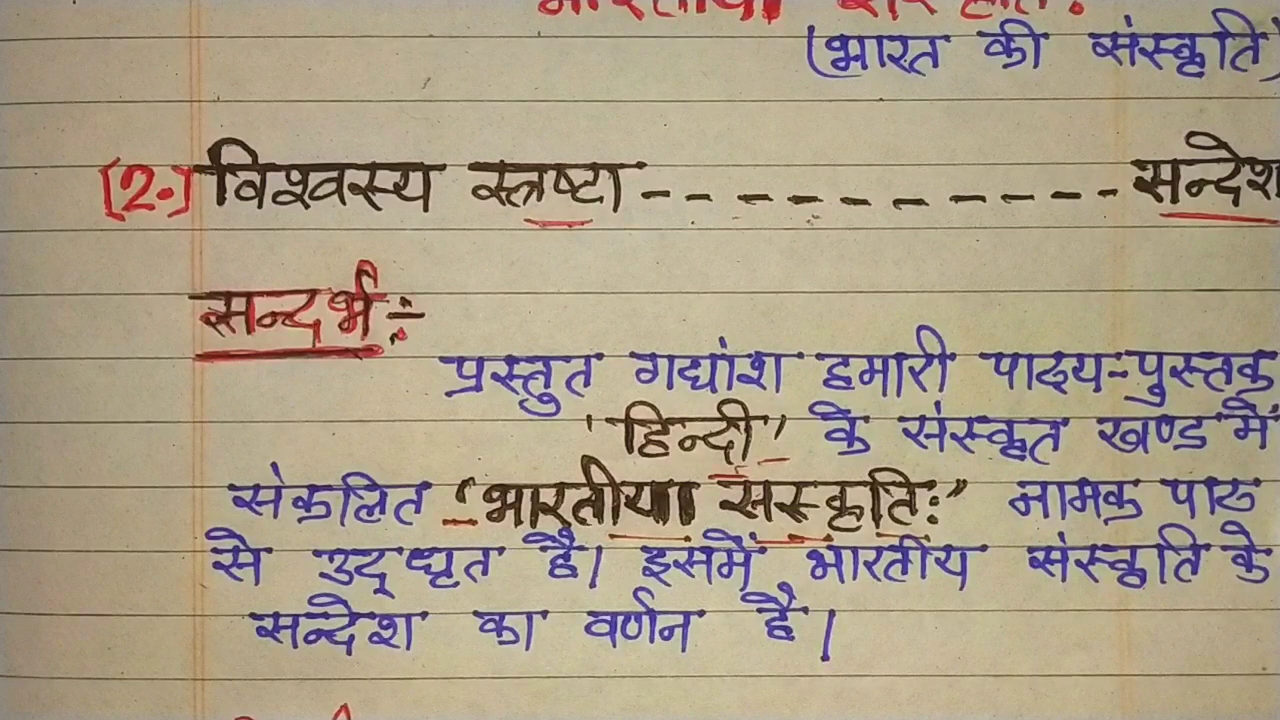 भारतीया संस्कृति:
(भारत की संस्कृति)
(2.) विश्वस्य स्त्रष्टा - - - - - - - - - - - सन्देश
सन्दर्भ :-
प्रस्तुत गद्यांश हमारी पाठ्य-पुस्तक
'हिन्दी' के संस्कृत खण्ड में
संकलित "भारतीया संस्कृति:" नामक पाठ
से उद्धृत है। इसमें भारतीय संस्कृति के
सन्देश का वर्णन है।